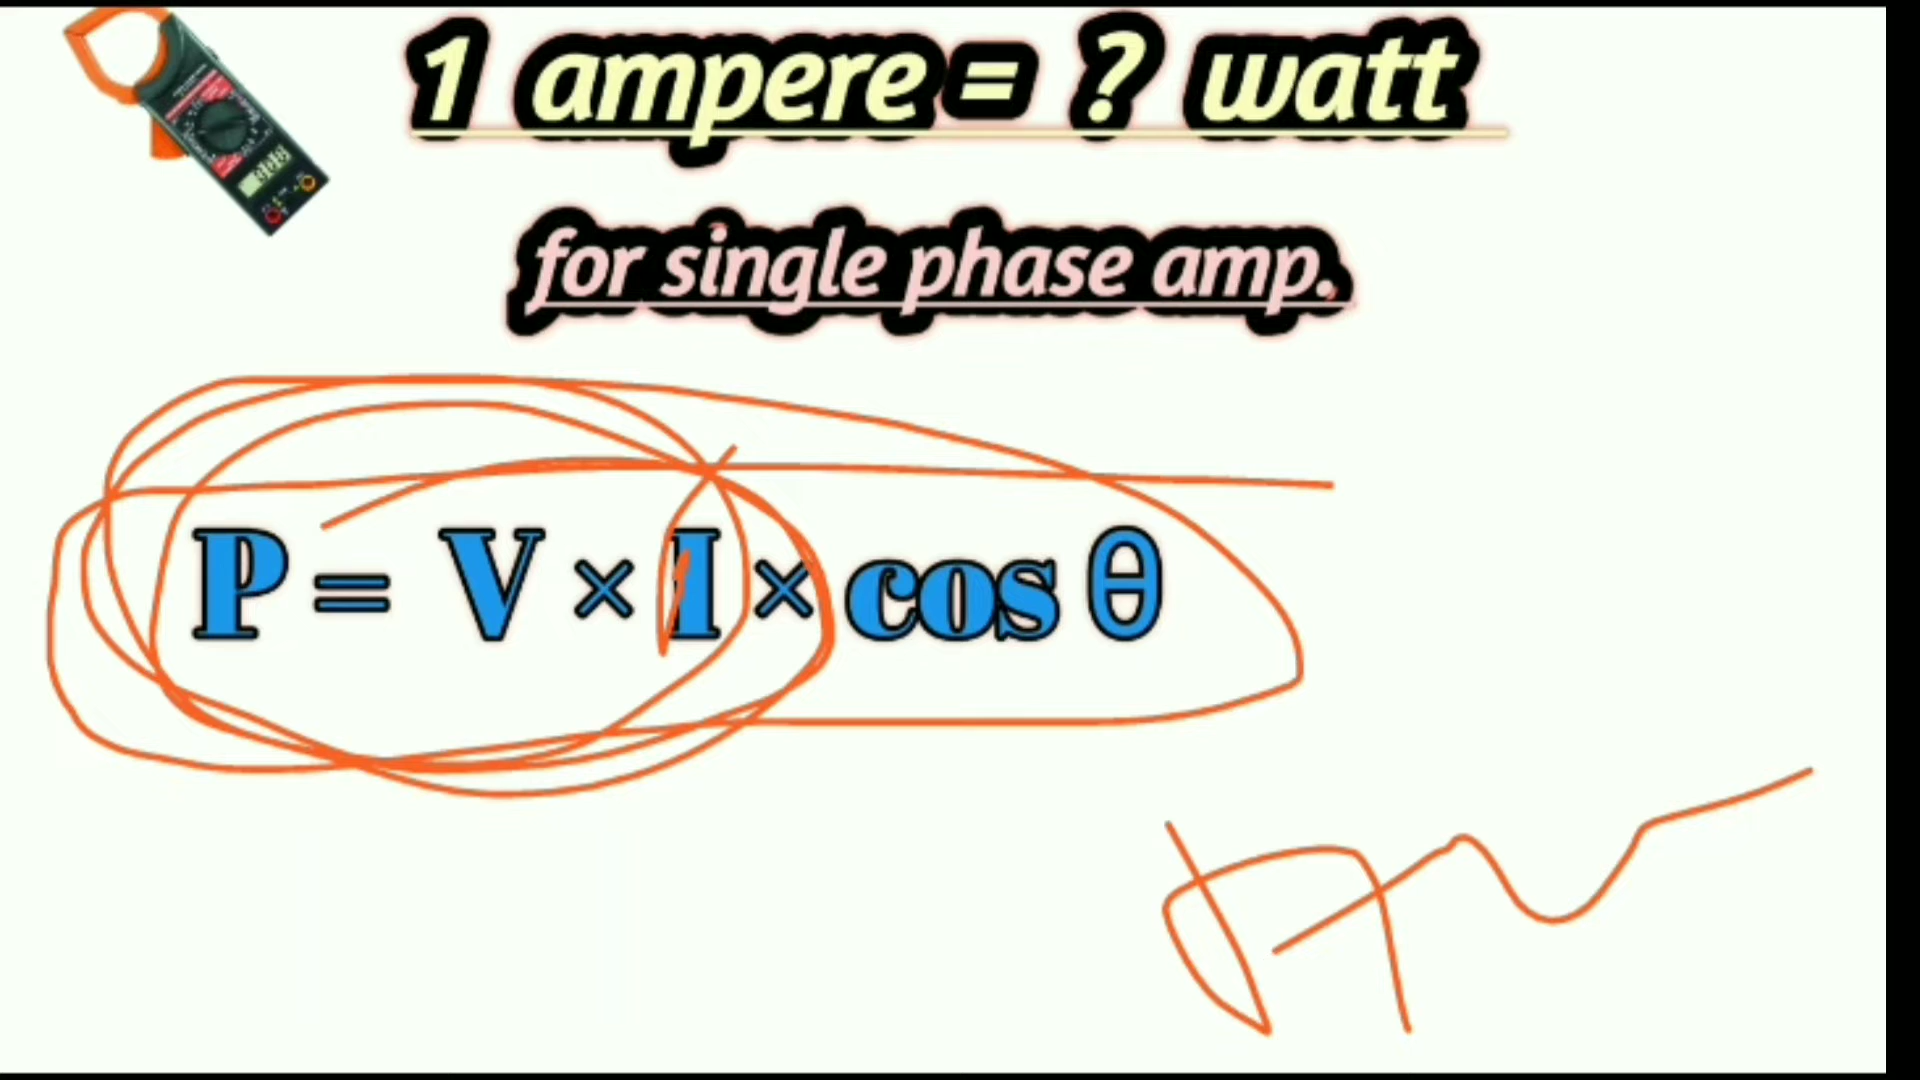 1 ampere = ? watt
for single phase amp.
P = V × I × cos θ